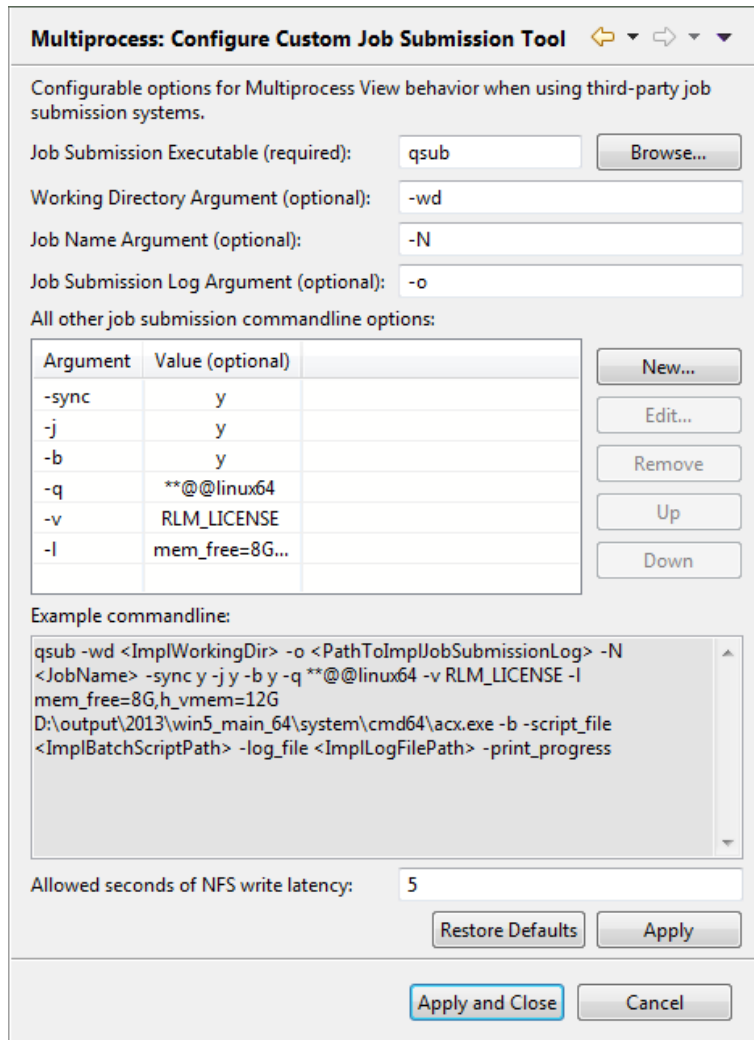 Multiprocess: Configure Custom Job Submission Tool
Configurable options for Multiprocess View behavior when using third-party job
submission systems.
Job Submission Executable (required): qsub Browse...
Working Directory Argument (optional): -wd
Job Name Argument (optional): -N
Job Submission Log Argument (optional): -o
All other job submission commandline options:
Argument Value (optional)
New...
-sync y
Edit...
-j y
-b y
Remove
-q **@@linux64
Up
-v RLM_LICENSE
-l mem_free=8G...
Down
Example commandline:
qsub -wd <ImplWorkingDir> -o <PathToImplJobSubmissionLog> -N
<JobName> -sync y -j y -b y -q **@@linux64 -v RLM_LICENSE -l
mem_free=8G,h_vmem=12G
D:\output\2013\win5_main_64\system\cmd64\acx.exe -b -script_file
<ImplBatchScriptPath> -log_file <ImplLogFilePath> -print_progress
Allowed seconds of NFS write latency: 5
Restore Defaults Apply
Apply and Close Cancel